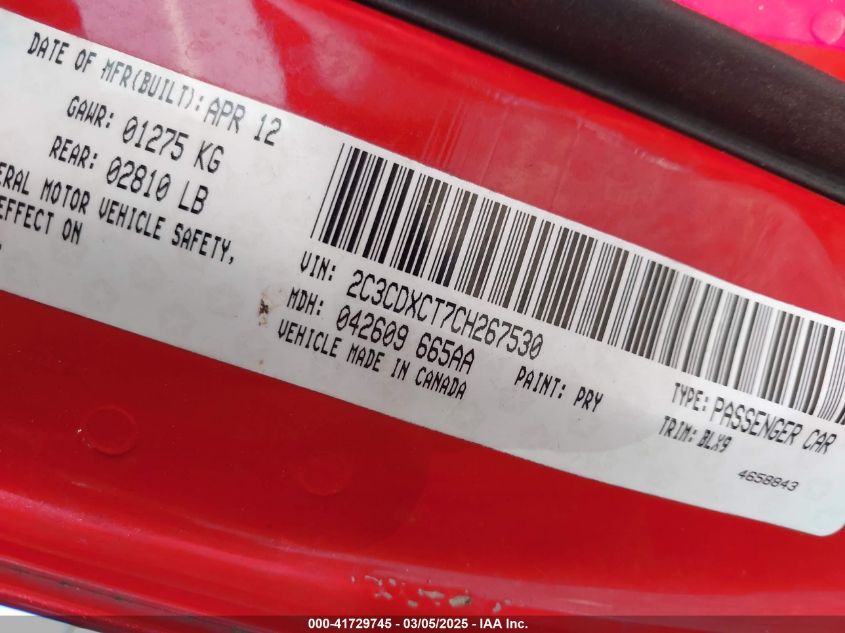 DATE OF MFR(BUILT): APR 12
GAWR: 01275 KG
REAR: 02810 LB
ERAL MOTOR VEHICLE SAFETY,
EFFECT ON
VIN: 2C3CDXCT7CH267530
MDH: 042609 665AA
VEHICLE MADE IN CANADA
PAINT: PRY
TYPE: PASSENGER CAR
TRIM: BLX9
4658843
000-41729745 — 03/05/2025 — IAA Inc.